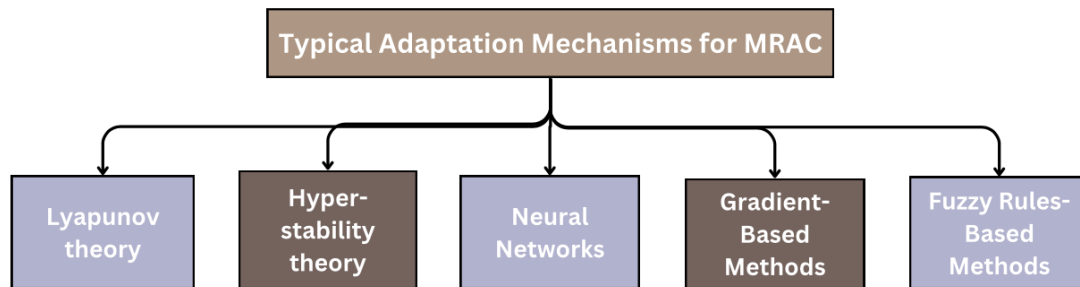 Typical Adaptation Mechanisms for MRAC
Lyapunov
theory
Hyper-
stability
theory
Neural
Networks
Gradient-
Based
Methods
Fuzzy Rules-
Based
Methods